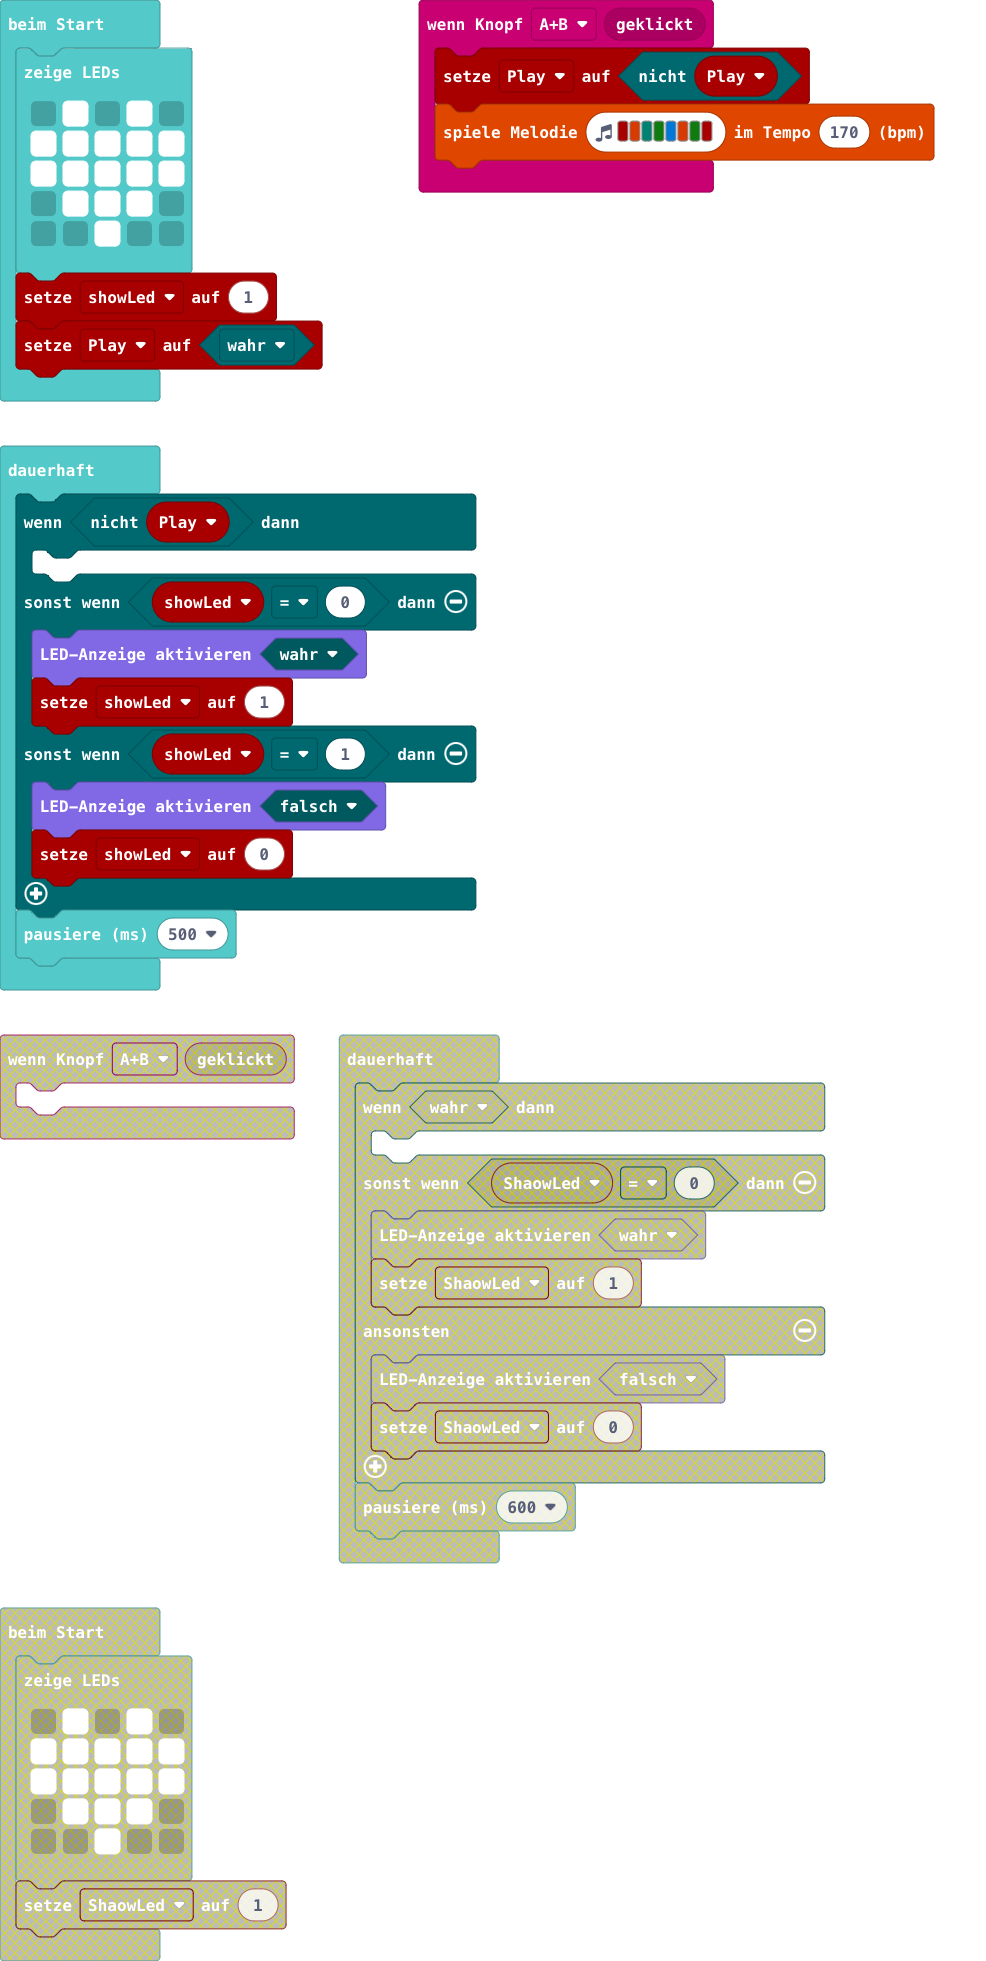 beim Start
zeige LEDs
setze showLed auf 1
setze Play auf wahr
wenn Knopf A+B geklickt
setze Play auf nicht Play
spiele Melodie im Tempo 170 (bpm)
dauerhaft
wenn nicht Play dann
sonst wenn showLed = 0 dann
LED-Anzeige aktivieren wahr
setze showLed auf 1
sonst wenn showLed = 1 dann
LED-Anzeige aktivieren falsch
setze showLed auf 0
pausiere (ms) 500
wenn Knopf A+B geklickt
dauerhaft
wenn wahr dann
sonst wenn ShaowLed = 0 dann
LED-Anzeige aktivieren wahr
setze ShaowLed auf 1
ansonsten
LED-Anzeige aktivieren falsch
setze ShaowLed auf 0
pausiere (ms) 600
beim Start
zeige LEDs
setze ShaowLed auf 1